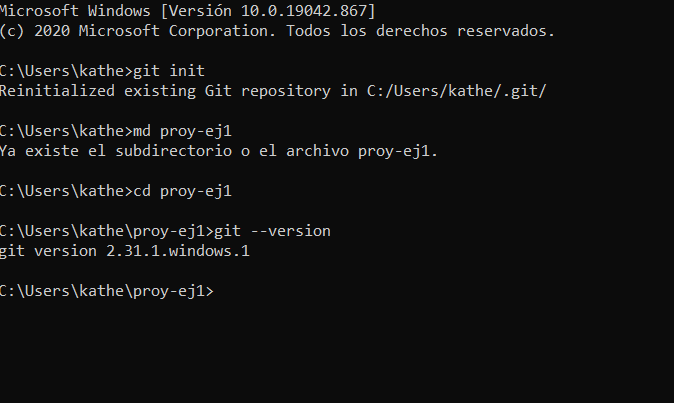 Microsoft Windows [Versión 10.0.19042.867]
(c) 2020 Microsoft Corporation. Todos los derechos reservados.
C:\Users\kathe>git init
Reinitialized existing Git repository in C:/Users/kathe/.git/
C:\Users\kathe>md proy-ej1
Ya existe el subdirectorio o el archivo proy-ej1.
C:\Users\kathe>cd proy-ej1
C:\Users\kathe\proy-ej1>git --version
git version 2.31.1.windows.1
C:\Users\kathe\proy-ej1>